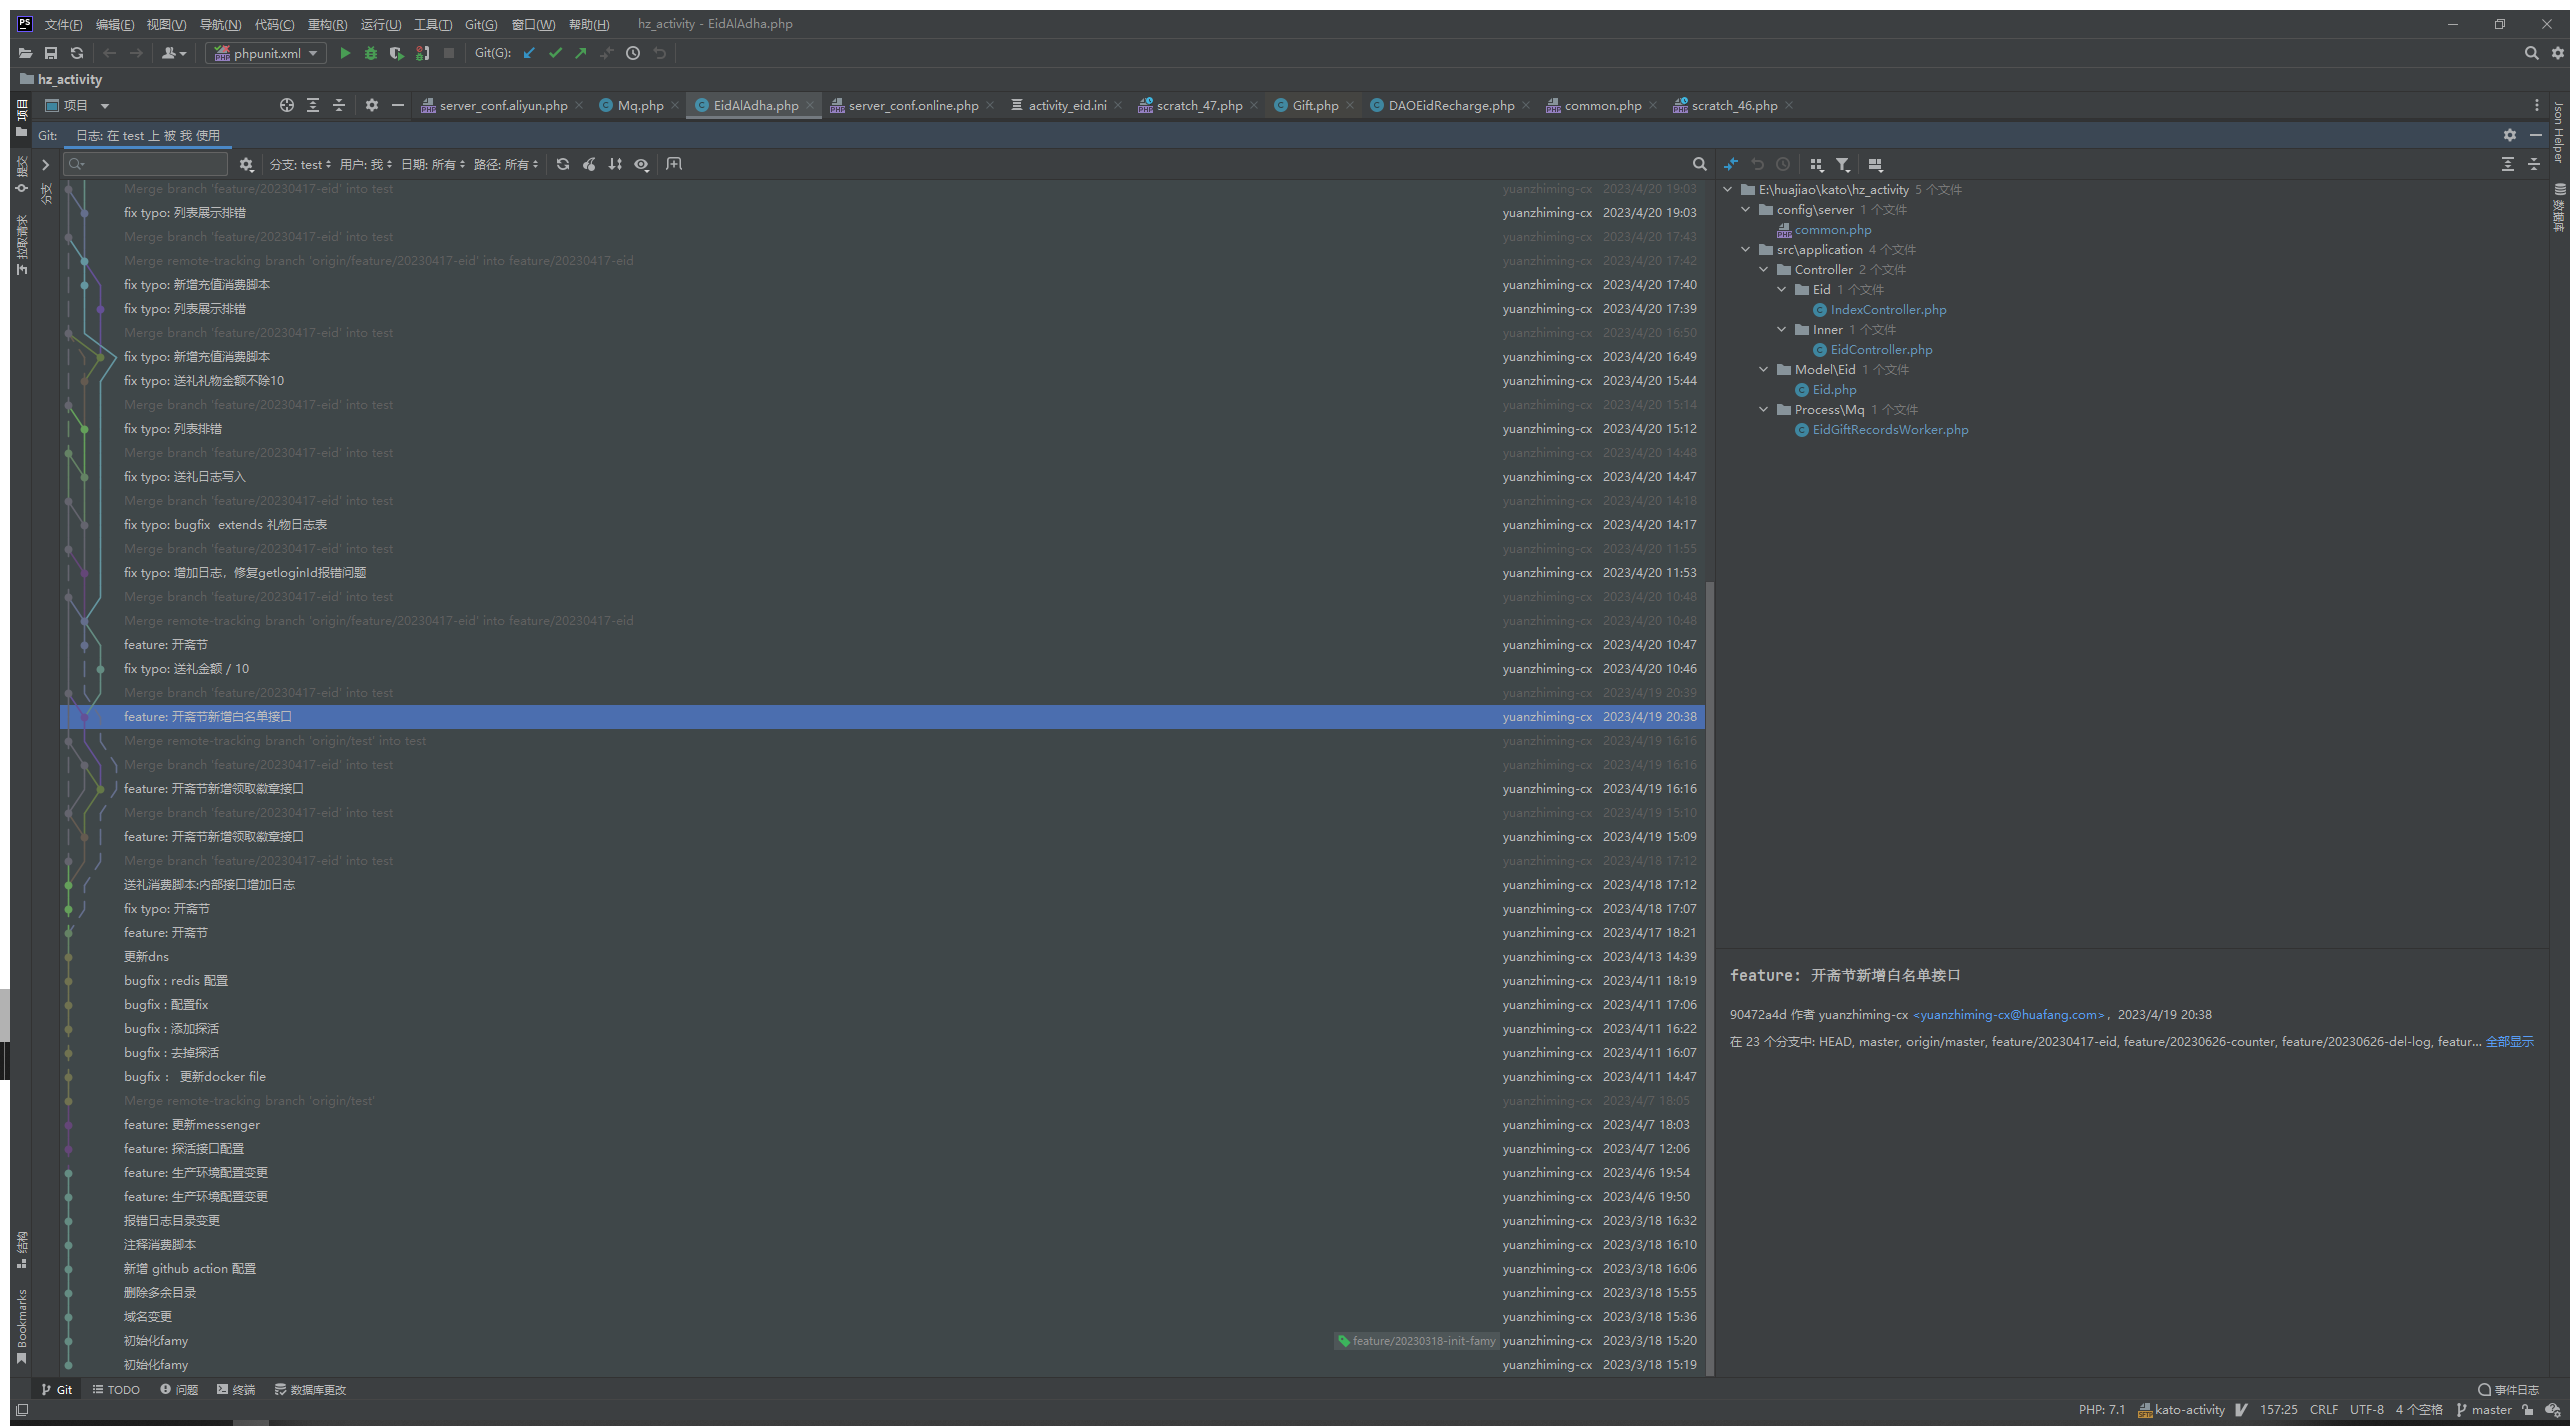 文件(F) 编辑(E) 视图(V) 导航(N) 代码(C) 重构(R) 运行(U) 工具(T) Git(G) 窗口(W) 帮助(H) hz_activity - EidAlAdha.php
phpunit.xml Git(G):
hz_activity
项目 server_conf.aliyun.php Mq.php EidAlAdha.php server_conf.online.php activity_eid.ini scratch_47.php Gift.php DAOEidRecharge.php common.php scratch_46.php
Git: 日志: 在 test 上 被 我 使用
分支: test 用户: 我 日期: 所有 路径: 所有
Merge branch 'feature/20230417-eid' into test yuanzhiming-cx 2023/4/20 19:03
fix typo: 列表展示排错 yuanzhiming-cx 2023/4/20 19:03
Merge branch 'feature/20230417-eid' into test yuanzhiming-cx 2023/4/20 17:43
Merge remote-tracking branch 'origin/feature/20230417-eid' into feature/20230417-eid yuanzhiming-cx 2023/4/20 17:42
fix typo: 新增充值消费脚本 yuanzhiming-cx 2023/4/20 17:40
fix typo: 列表展示排错 yuanzhiming-cx 2023/4/20 17:39
Merge branch 'feature/20230417-eid' into test yuanzhiming-cx 2023/4/20 16:50
fix typo: 新增充值消费脚本 yuanzhiming-cx 2023/4/20 16:49
fix typo: 送礼礼物金额不除10 yuanzhiming-cx 2023/4/20 15:44
Merge branch 'feature/20230417-eid' into test yuanzhiming-cx 2023/4/20 15:14
fix typo: 列表排错 yuanzhiming-cx 2023/4/20 15:12
Merge branch 'feature/20230417-eid' into test yuanzhiming-cx 2023/4/20 14:48
fix typo: 送礼日志写入 yuanzhiming-cx 2023/4/20 14:47
Merge branch 'feature/20230417-eid' into test yuanzhiming-cx 2023/4/20 14:18
fix typo: bugfix extends 礼物日志表 yuanzhiming-cx 2023/4/20 14:17
Merge branch 'feature/20230417-eid' into test yuanzhiming-cx 2023/4/20 11:55
fix typo: 增加日志，修复getloginId报错问题 yuanzhiming-cx 2023/4/20 11:53
Merge branch 'feature/20230417-eid' into test yuanzhiming-cx 2023/4/20 10:48
Merge remote-tracking branch 'origin/feature/20230417-eid' into feature/20230417-eid yuanzhiming-cx 2023/4/20 10:48
feature: 开斋节 yuanzhiming-cx 2023/4/20 10:47
fix typo: 送礼金额 / 10 yuanzhiming-cx 2023/4/20 10:46
Merge branch 'feature/20230417-eid' into test yuanzhiming-cx 2023/4/19 20:39
feature: 开斋节新增白名单接口 yuanzhiming-cx 2023/4/19 20:38
Merge remote-tracking branch 'origin/test' into test yuanzhiming-cx 2023/4/19 16:16
Merge branch 'feature/20230417-eid' into test yuanzhiming-cx 2023/4/19 16:16
feature: 开斋节新增领取徽章接口 yuanzhiming-cx 2023/4/19 16:16
Merge branch 'feature/20230417-eid' into test yuanzhiming-cx 2023/4/19 15:10
feature: 开斋节新增领取徽章接口 yuanzhiming-cx 2023/4/19 15:09
Merge branch 'feature/20230417-eid' into test yuanzhiming-cx 2023/4/18 17:12
送礼消费脚本:内部接口增加日志 yuanzhiming-cx 2023/4/18 17:12
fix typo: 开斋节 yuanzhiming-cx 2023/4/18 17:07
feature: 开斋节 yuanzhiming-cx 2023/4/17 18:21
更新dns yuanzhiming-cx 2023/4/13 14:39
bugfix : redis 配置 yuanzhiming-cx 2023/4/11 18:19
bugfix : 配置fix yuanzhiming-cx 2023/4/11 17:06
bugfix : 添加探活 yuanzhiming-cx 2023/4/11 16:22
bugfix : 去掉探活 yuanzhiming-cx 2023/4/11 16:07
bugfix : 更新docker file yuanzhiming-cx 2023/4/11 14:47
Merge remote-tracking branch 'origin/test' yuanzhiming-cx 2023/4/7 18:05
feature: 更新messenger yuanzhiming-cx 2023/4/7 18:03
feature: 探活接口配置 yuanzhiming-cx 2023/4/7 12:06
feature: 生产环境配置变更 yuanzhiming-cx 2023/4/6 19:54
feature: 生产环境配置变更 yuanzhiming-cx 2023/4/6 19:50
报错日志目录变更 yuanzhiming-cx 2023/3/18 16:32
注释消费脚本 yuanzhiming-cx 2023/3/18 16:10
新增 github action 配置 yuanzhiming-cx 2023/3/18 16:06
删除多余目录 yuanzhiming-cx 2023/3/18 15:55
域名变更 yuanzhiming-cx 2023/3/18 15:36
初始化famy feature/20230318-init-famy yuanzhiming-cx 2023/3/18 15:20
初始化famy yuanzhiming-cx 2023/3/18 15:19
E:\huajiao\kato\hz_activity 5 个文件
config\server 1 个文件
common.php
src\application 4 个文件
Controller 2 个文件
Eid 1 个文件
IndexController.php
Inner 1 个文件
EidController.php
Model\Eid 1 个文件
Eid.php
Process\Mq 1 个文件
EidGiftRecordsWorker.php
feature: 开斋节新增白名单接口
90472a4d 作者 yuanzhiming-cx <yuanzhiming-cx@huafang.com>， 2023/4/19 20:38
在 23 个分支中: HEAD, master, origin/master, feature/20230417-eid, feature/20230626-counter, feature/20230626-del-log, featur... 全部显示
项目
提交
拉取请求
分支
结构
Bookmarks
Json Helper
数据库
Git TODO 问题 终端 数据库更改 事件日志
PHP: 7.1 kato-activity 157:25 CRLF UTF-8 4 个空格 master